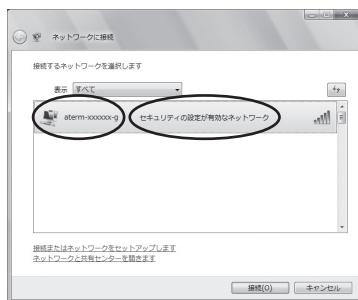 ネットワークに接続
接続するネットワークを選択します
表示 すべて
aterm-xxxxxx-g セキュリティの設定が有効なネットワーク
接続またはネットワークをセットアップします
ネットワークと共有センターを開きます
接続(O) キャンセル